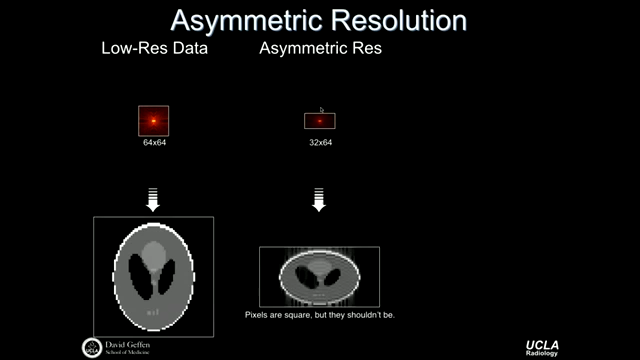 Asymmetric Resolution
Low-Res Data
Asymmetric Res
64x64
32x64
Pixels are square, but they shouldn't be.
UCLA
David Geffen
School of Medicine
UCLA
Radiology